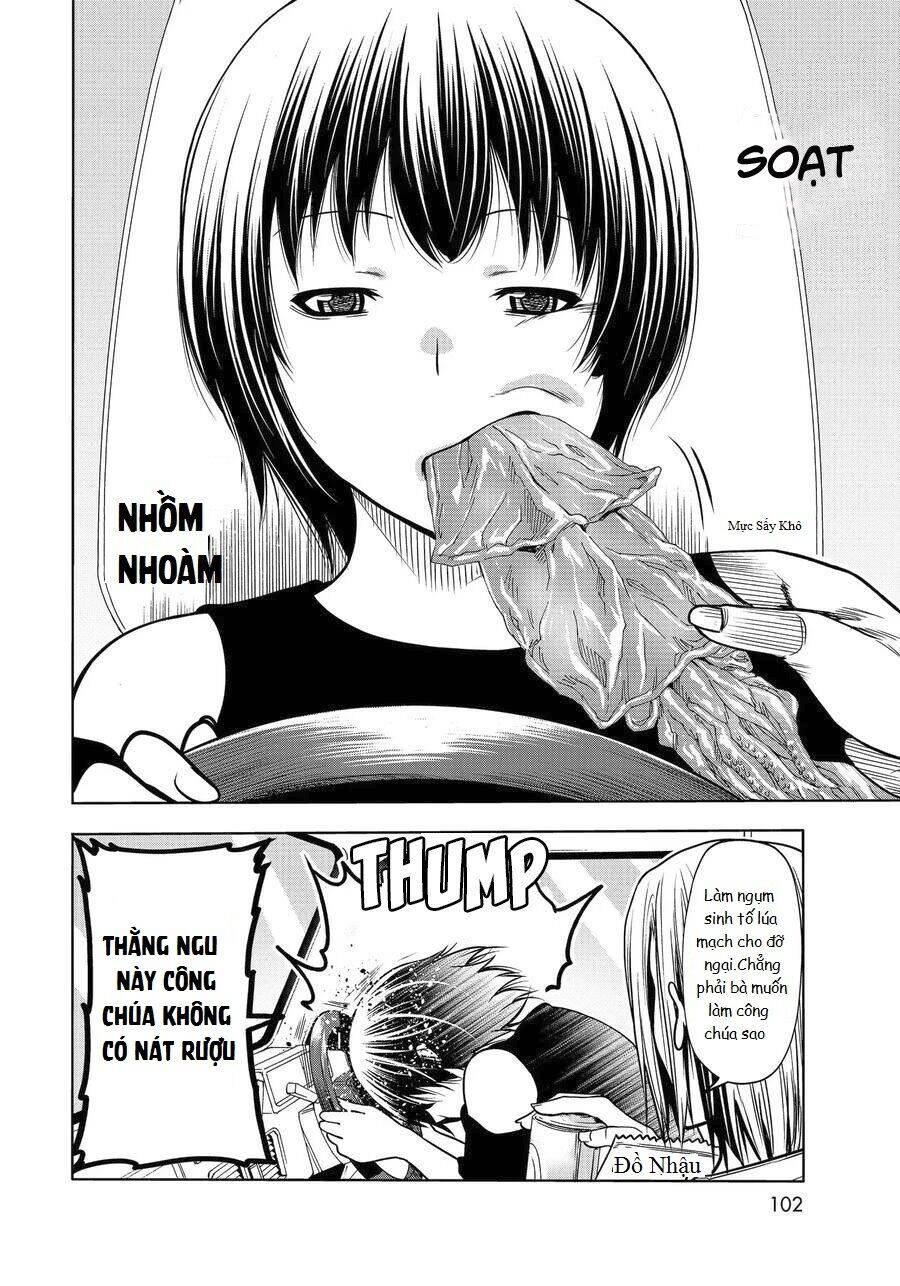 SOẠT
Mực Sấy Khô
NHỒM
NHOÀM
THUMP
Làm ngụm
sinh tố lúa
mạch cho đỡ
ngại.Chẳng
phải bà muốn
làm công
chúa sao
THẰNG NGU
NÀY CÔNG
CHÚA KHÔNG
CÓ NÁT RƯỢU
Đồ Nhậu
102